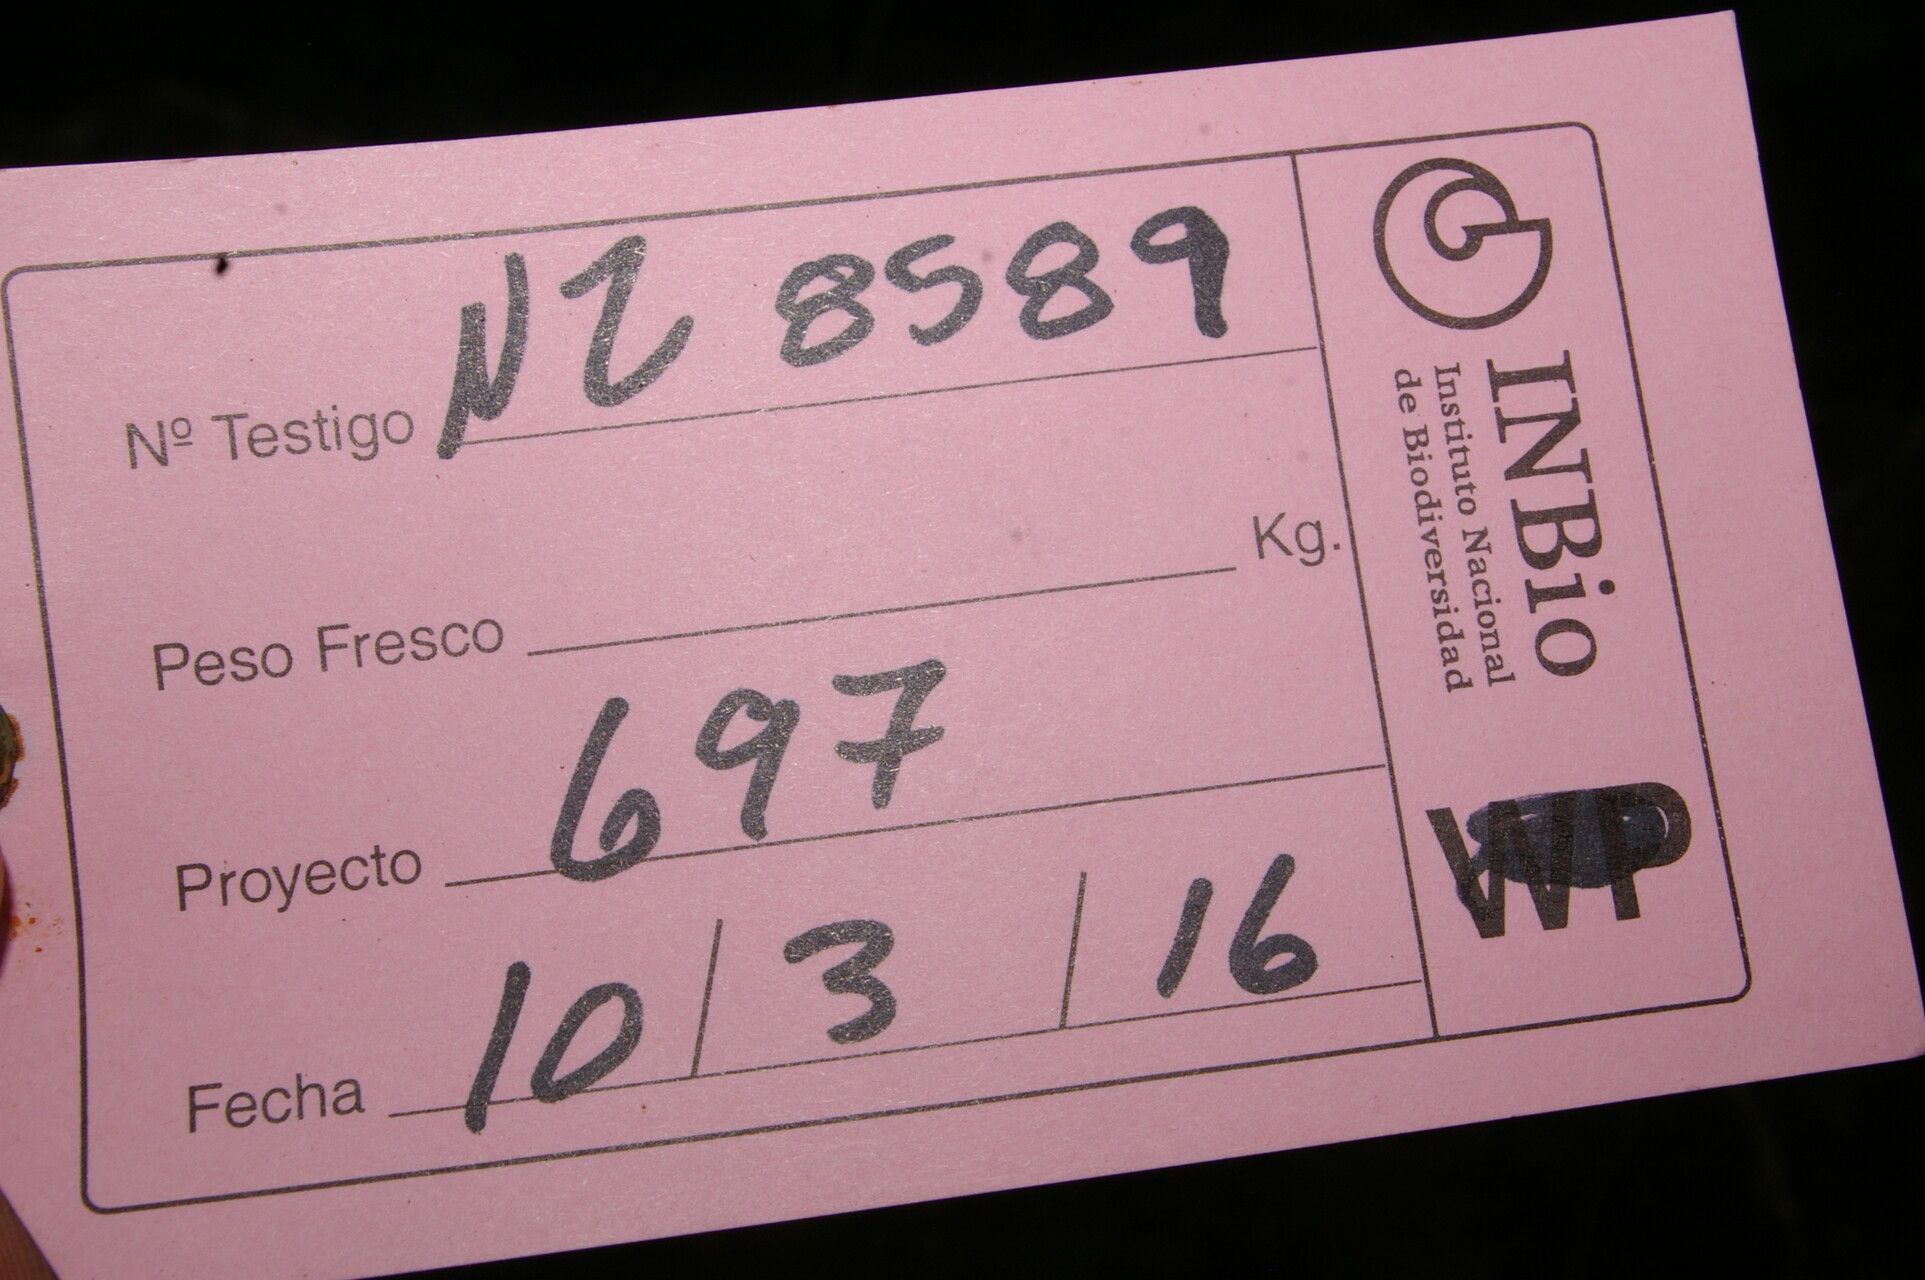 Nº Testigo NZ 8589
Peso Fresco Kg.
Proyecto 697
Fecha 10/3/16
INBio
Instituto Nacional
de Biodiversidad
WP